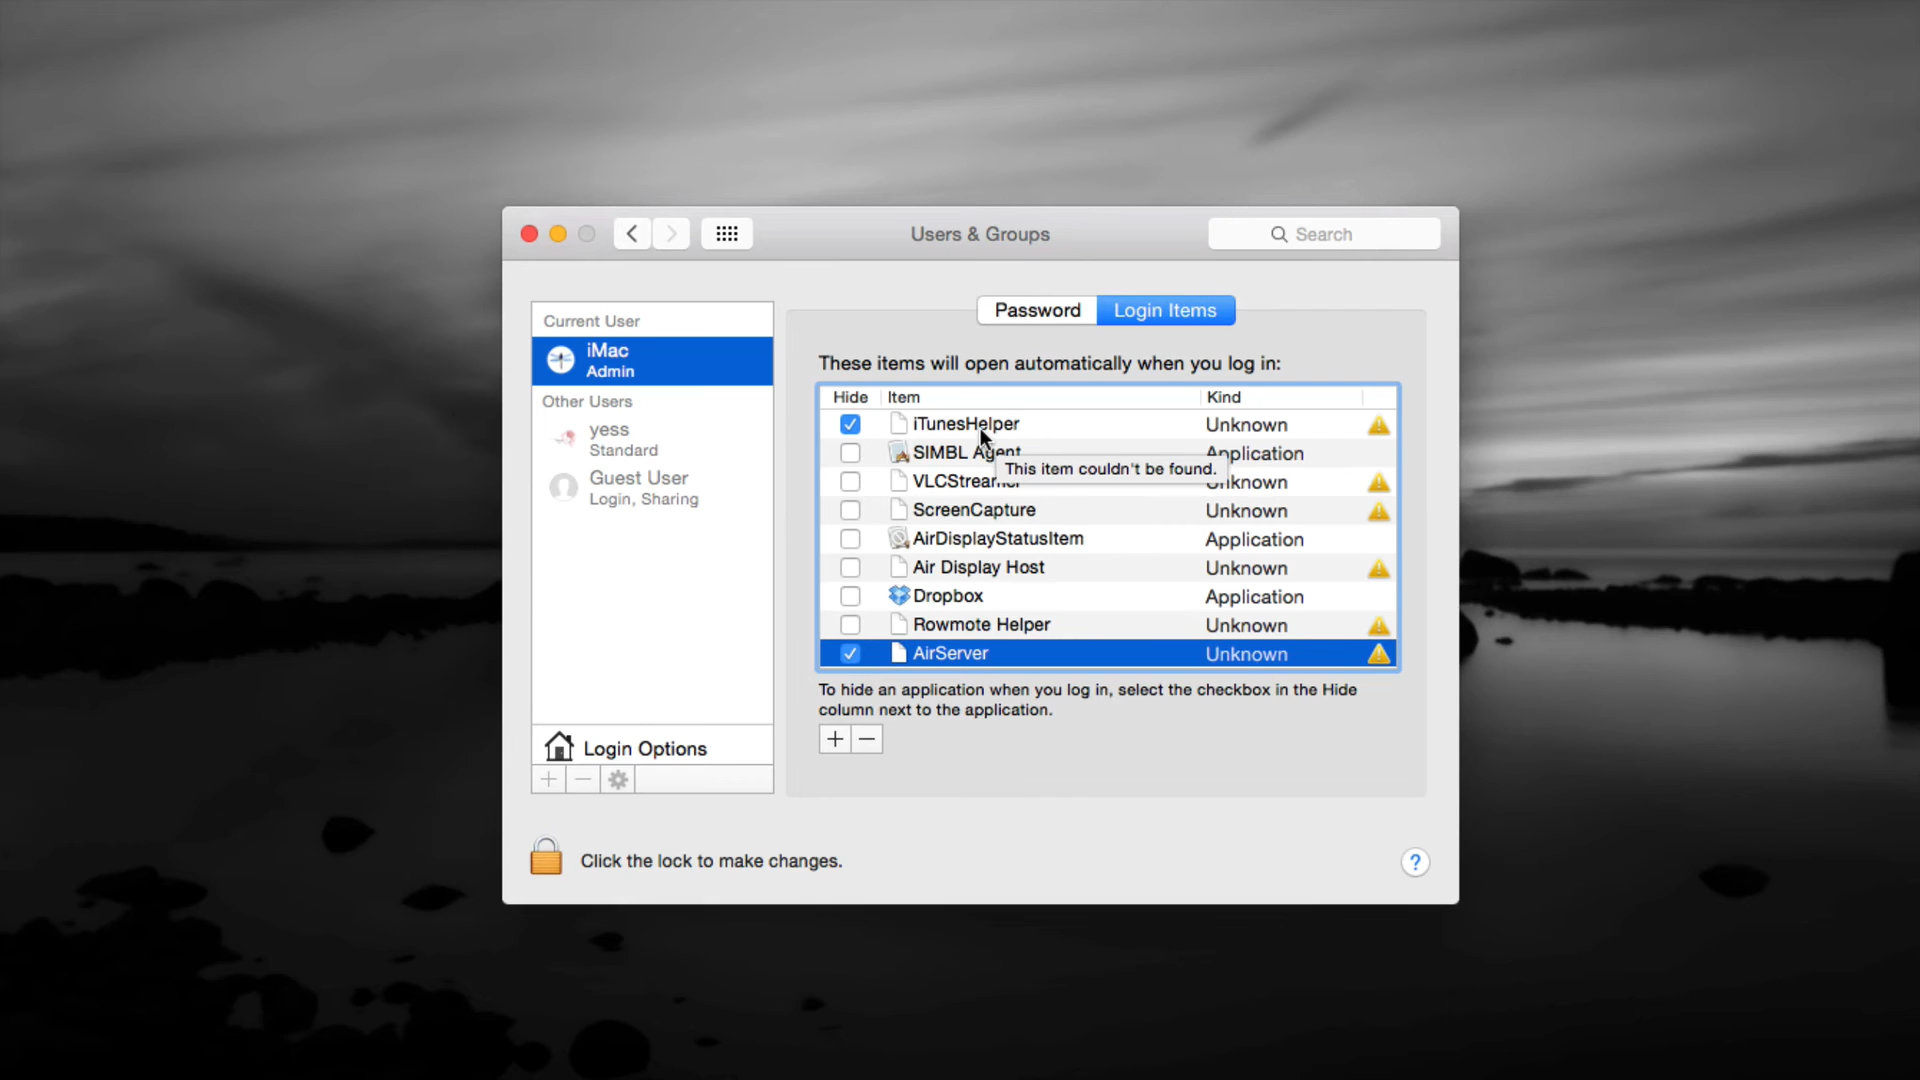 Users & Groups
Search
Current User
iMac
Admin
Other Users
yess
Standard
Guest User
Login, Sharing
Login Options
Password
Login Items
These items will open automatically when you log in:
Hide Item Kind
iTunesHelper Unknown
SIMBL Agent Application
This item couldn't be found.
VLCStreamer Unknown
ScreenCapture Unknown
AirDisplayStatusItem Application
Air Display Host Unknown
Dropbox Application
Rowmote Helper Unknown
AirServer Unknown
To hide an application when you log in, select the checkbox in the Hide
column next to the application.
Click the lock to make changes.
?